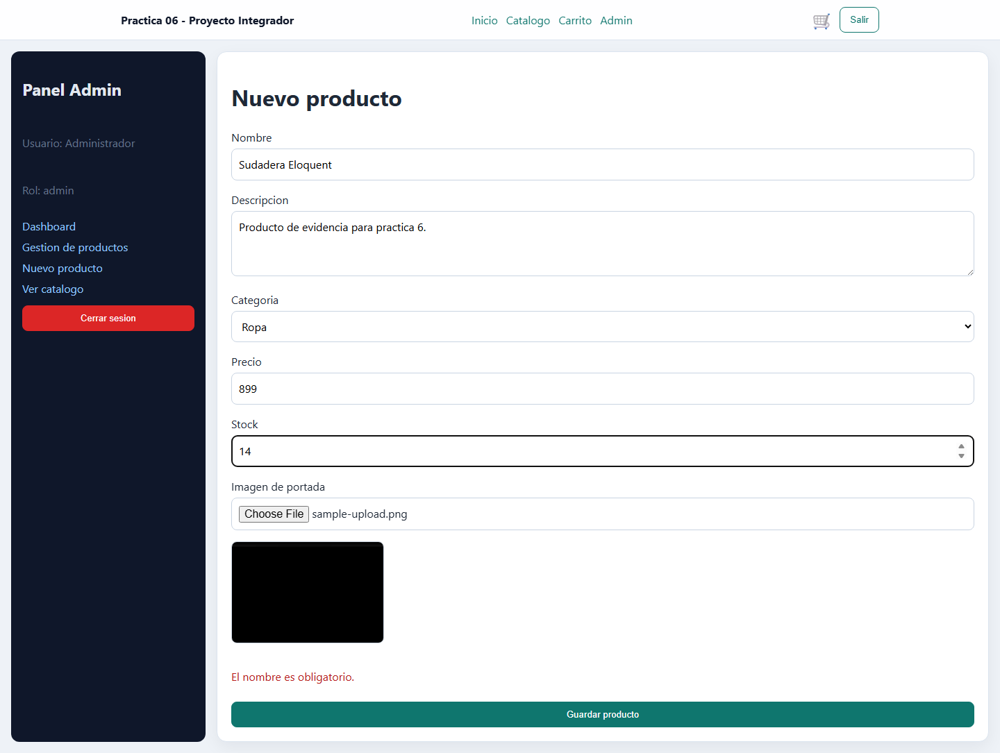 Practica 06 - Proyecto Integrador
Inicio Catalogo Carrito Admin
Salir
Panel Admin
Usuario: Administrador
Rol: admin
Dashboard
Gestion de productos
Nuevo producto
Ver catalogo
Cerrar sesion
Nuevo producto
Nombre
Sudadera Eloquent
Descripcion
Producto de evidencia para practica 6.
Categoria
Ropa
Precio
899
Stock
14
Imagen de portada
Choose File sample-upload.png
El nombre es obligatorio.
Guardar producto